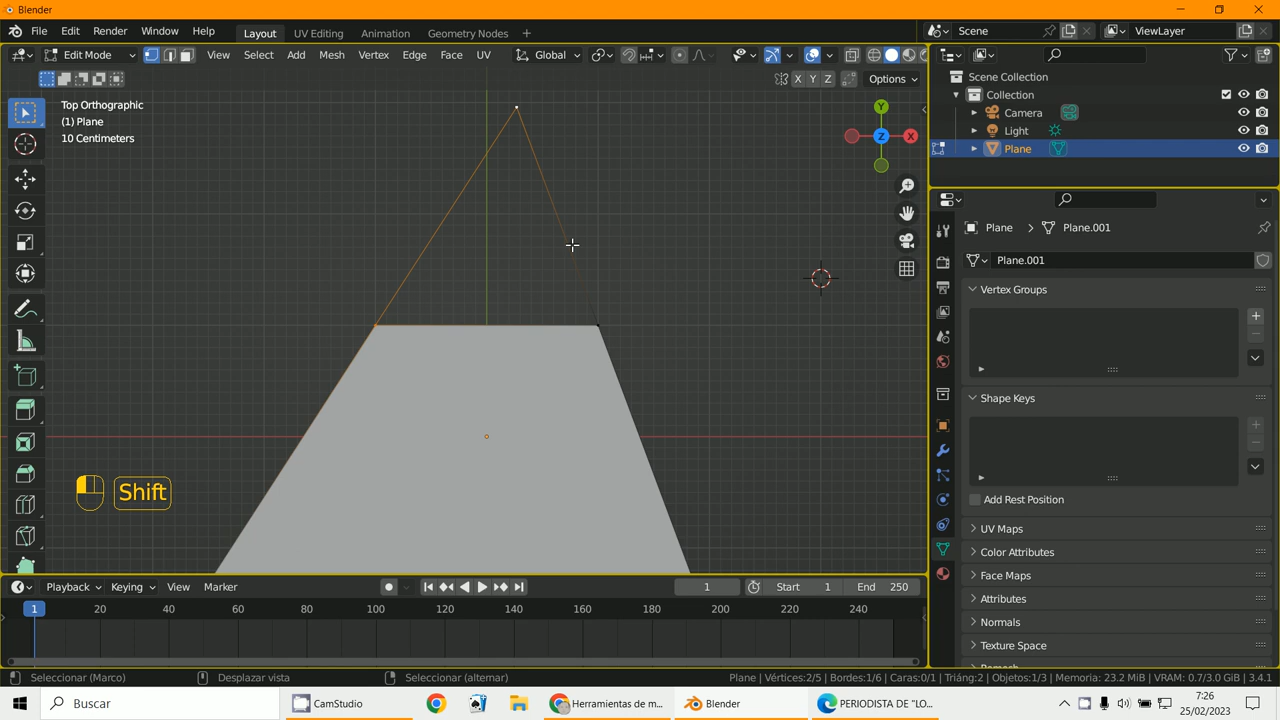 Blender
File Edit Render Window Help
Layout UV Editing Animation Geometry Nodes +
Scene
ViewLayer
Edit Mode View Select Add Mesh Vertex Edge Face UV Global
X Y Z Options
Top Orthographic
(1) Plane
10 Centimeters
Y
Z X
Shift
Scene Collection
Collection
Camera
Light
Plane
Plane Plane.001
Plane.001
Vertex Groups
Shape Keys
Add Rest Position
UV Maps
Color Attributes
Face Maps
Attributes
Normals
Texture Space
Playback Keying View Marker 1 Start 1 End 250
1 20 40 60 80 100 120 140 160 180 200 220 240
Seleccionar (Marco) Desplazar vista Seleccionar (alternar) Plane | Vértices:2/5 | Bordes:1/6 | Caras:0/1 | Triáng.:2 | Objetos:1/3 | Memoria: 23.2 MiB | VRAM: 0.7/3.0 GiB | 3.4.1
Buscar CamStudio Herramientas de m... Blender PERIODISTA DE "LO...
7:26
25/02/2023